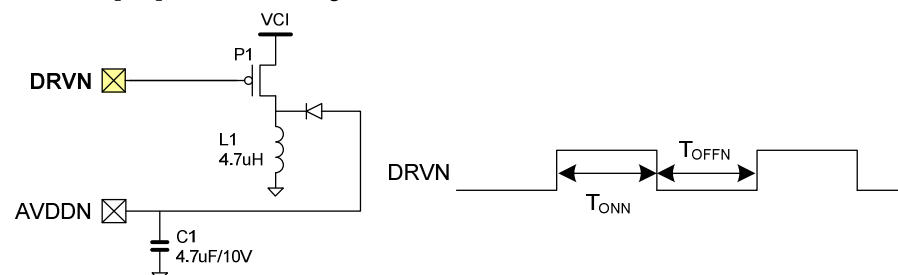 VCI
P1
DRVN
L1
4.7uH
AVDDN
C1
4.7uF/10V
DRVN
TONN
TOFFN